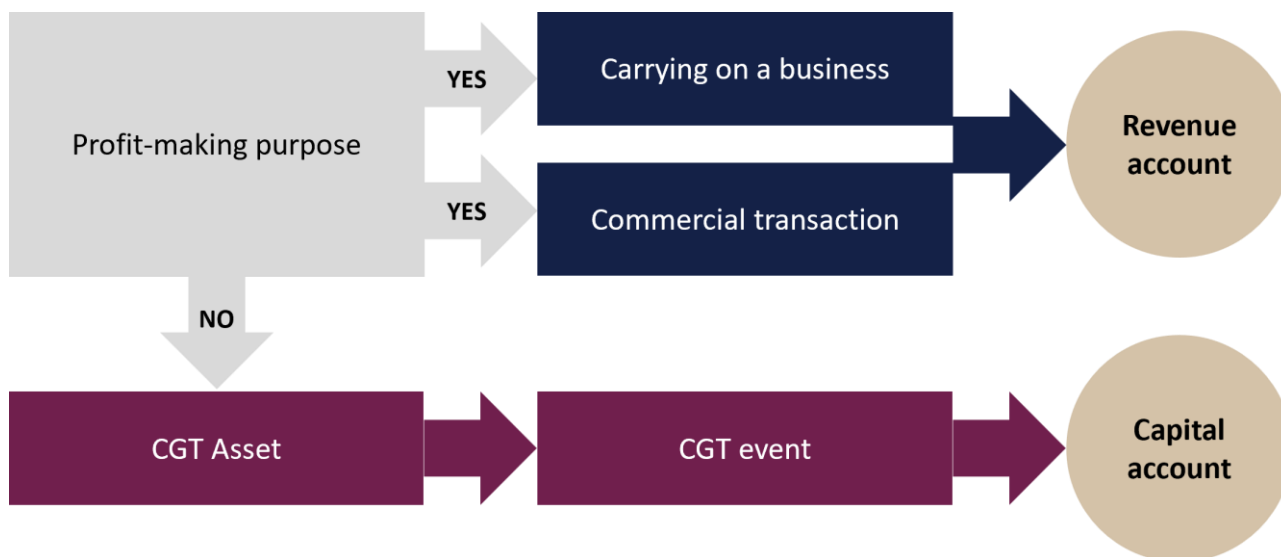 Profit-making purpose
YES
Carrying on a business
YES
Commercial transaction
Revenue
account
NO
CGT Asset
CGT event
Capital
account